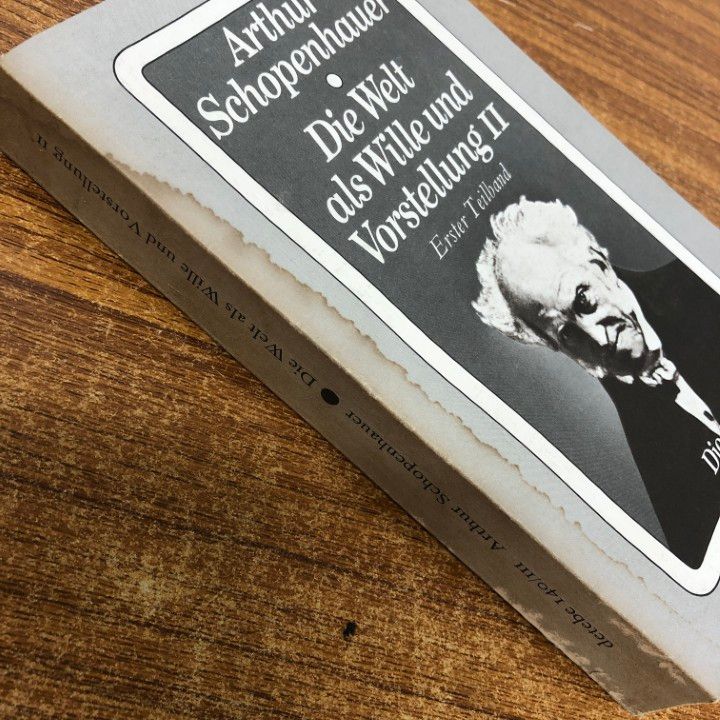 Arthur
Schopenhauer
Die Welt
als Wille und
Vorstellung II
Erster Teilband
Dio
detebe 140/III Arthur Schopenhauer ● Die Welt als Wille und Vorstellung II